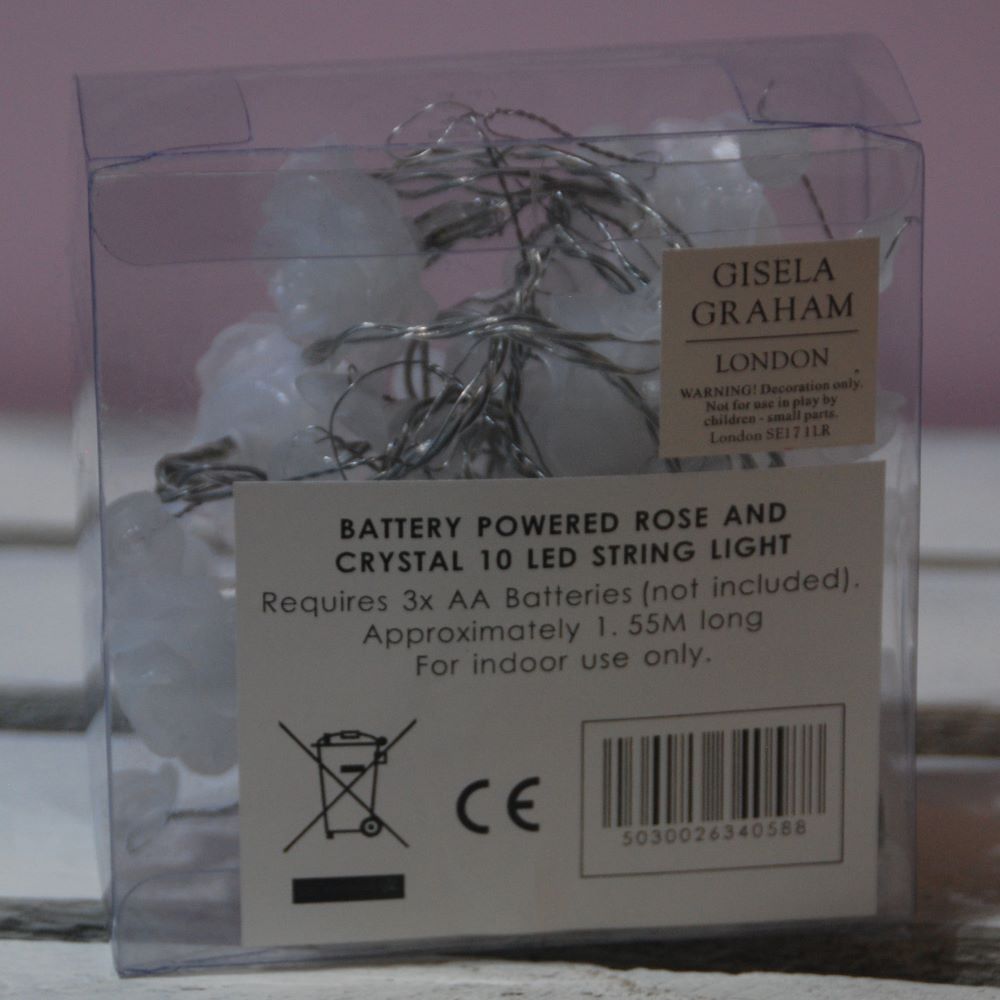 GISELA
GRAHAM
LONDON
WARNING! Decoration only.
Not for use in play by
children - small parts.
London SE17 1LR
BATTERY POWERED ROSE AND
CRYSTAL 10 LED STRING LIGHT
Requires 3x AA Batteries (not included).
Approximately 1. 55M long
For indoor use only.
CE
5030026340588